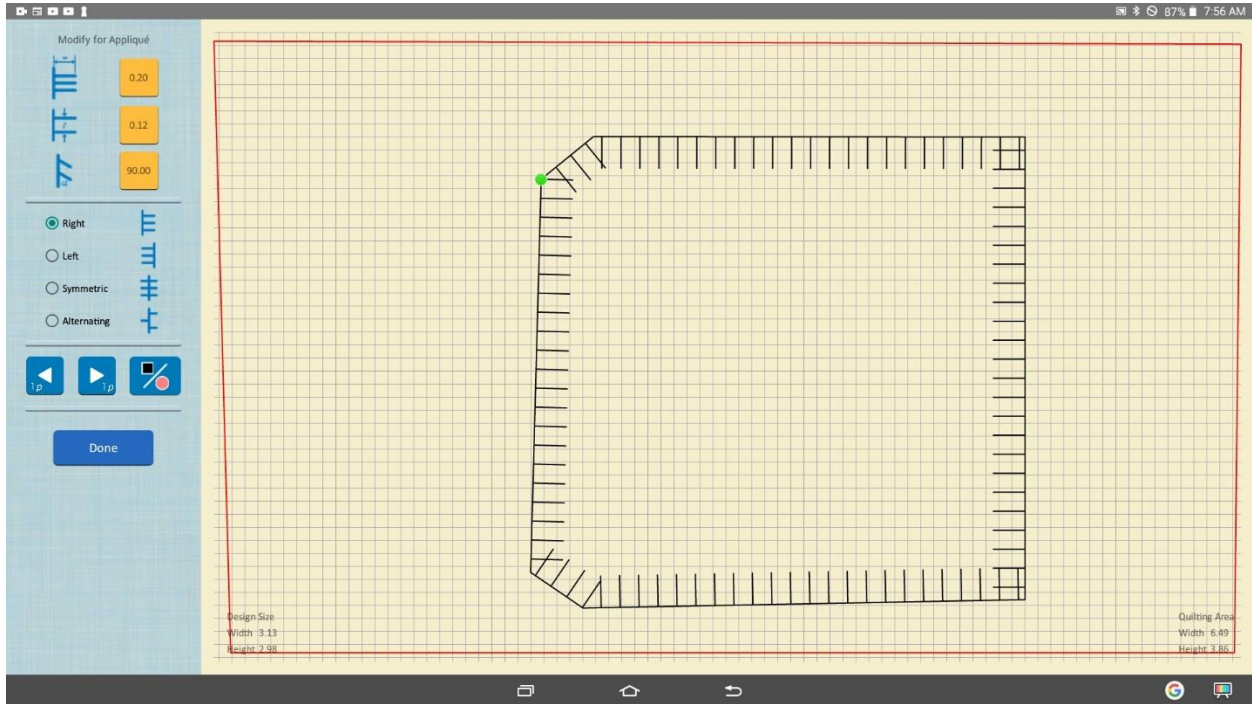 87% 7:56 AM
Modify for Appliqué
0.20
0.12
90.00
Right
Left
Symmetric
Alternating
1p
1p
Done
Design Size
Width 3.13
Height 2.98
Quilting Area
Width 6.49
Height 3.86
G